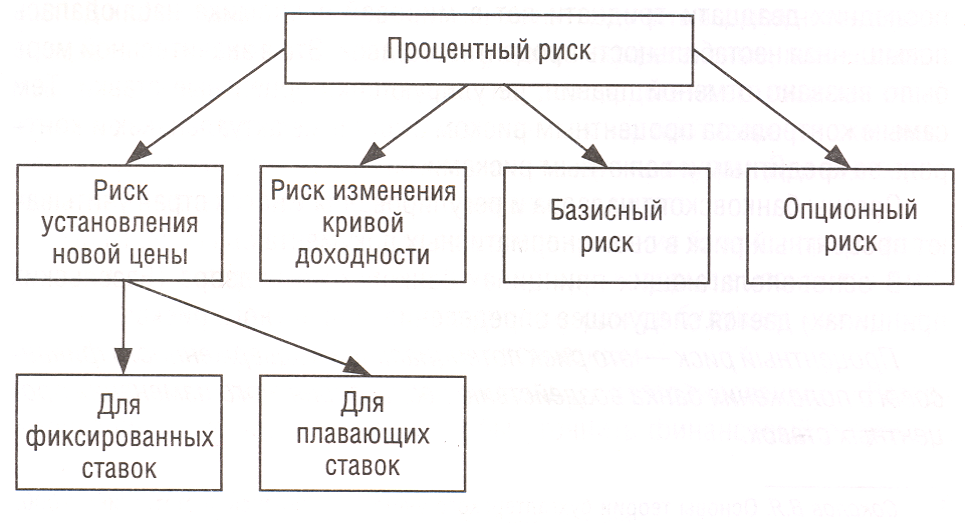 Процентный риск
Риск
установления
новой цены
Риск изменения
кривой
доходности
Базисный
риск
Опционный
риск
Для
фиксированных
ставок
Для
плавающих
ставок